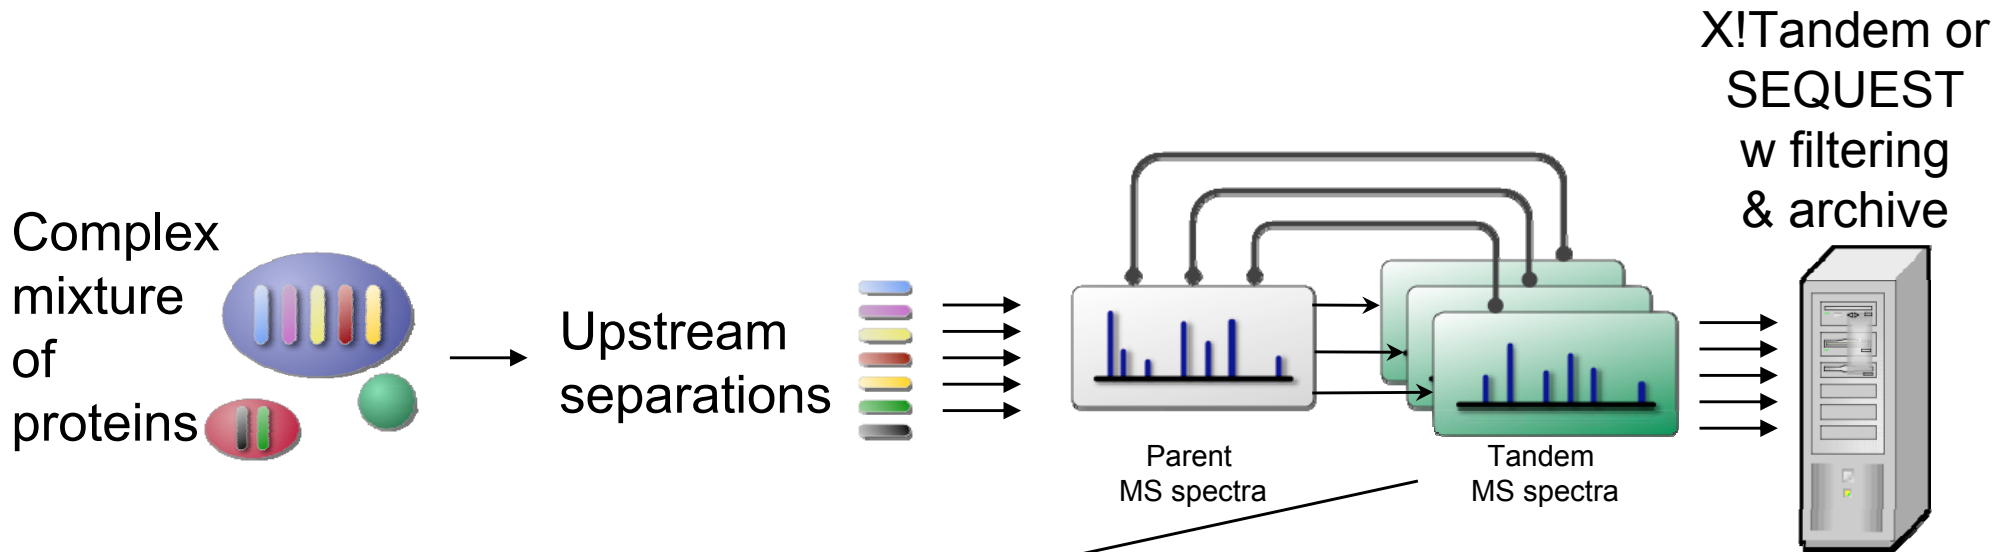 Complex
mixture
of
proteins
Upstream
separations
Parent
MS spectra
Tandem
MS spectra
X!Tandem or
SEQUEST
w filtering
& archive